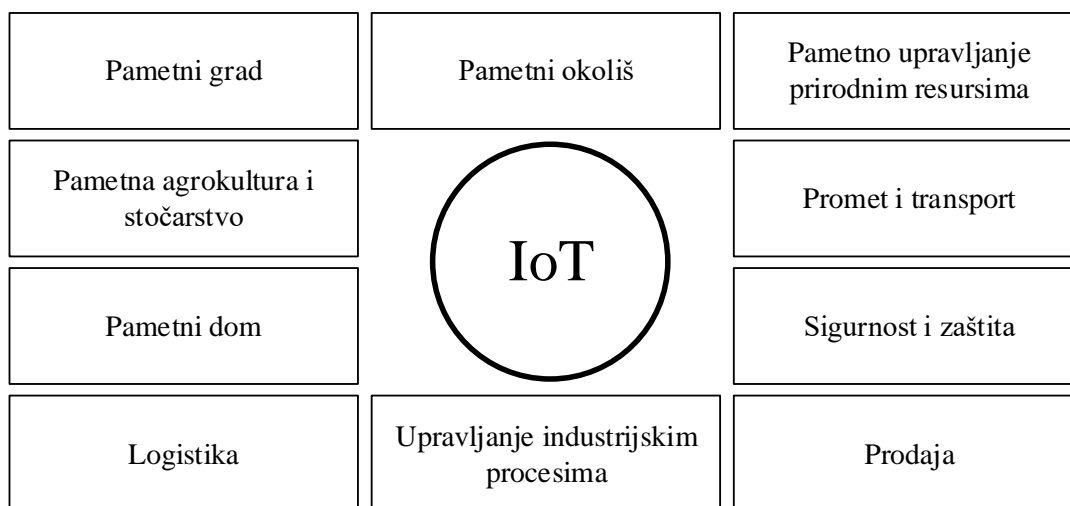 Pametni grad
Pametni okoliš
Pametno upravljanje
prirodnim resursima
Pametna agrokultura i
stočarstvo
IoT
Promet i transport
Pametni dom
Sigurnost i zaštita
Logistika
Upravljanje industrijskim
procesima
Prodaja